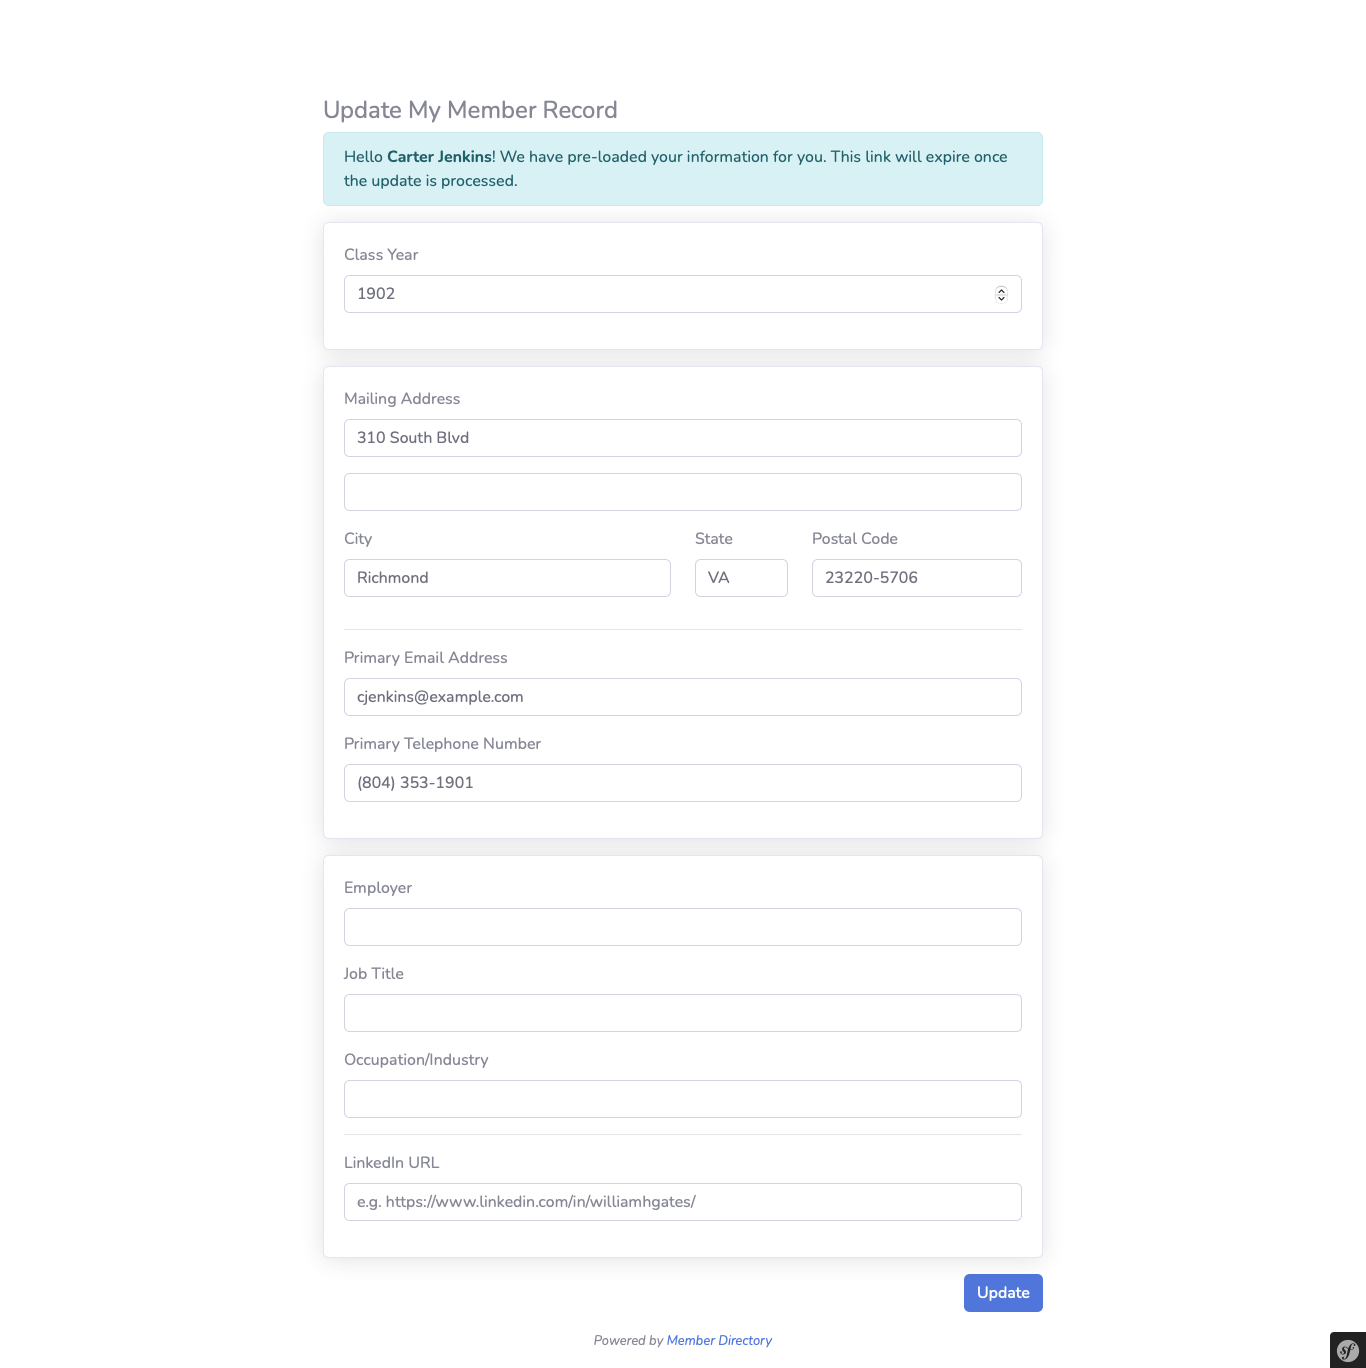 Update My Member Record
Hello Carter Jenkins! We have pre-loaded your information for you. This link will expire once
the update is processed.
Class Year
1902
Mailing Address
310 South Blvd
City State Postal Code
Richmond VA 23220-5706
Primary Email Address
cjenkins@example.com
Primary Telephone Number
(804) 353-1901
Employer
Job Title
Occupation/Industry
LinkedIn URL
e.g. https://www.linkedin.com/in/williamhgates/
Update
Powered by Member Directory
sf